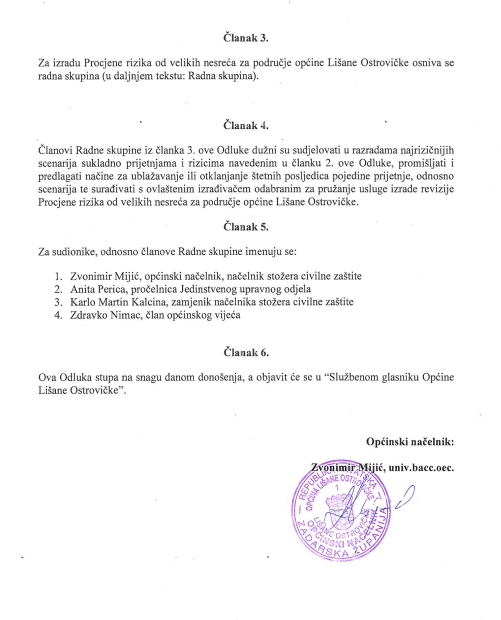 Članak 3.
Za izradu Procjene rizika od velikih nesreća za područje općine Lišane Ostrovičke osniva se
radna skupina (u daljnjem tekstu: Radna skupina).
Članak 4.
Članovi Radne skupine iz članka 3. ove Odluke dužni su sudjelovati u razradama najrizičnijih
scenarija sukladno prijetnjama i rizicima navedenim u članku 2. ove Odluke, promišljati i
predlagati načine za ublažavanje ili otklanjanje štetnih posljedica pojedine prijetnje, odnosno
scenarija te surađivati s ovlaštenim izrađivačem odabranim za pružanje usluge izrade revizije
Procjene rizika od velikih nesreća za područje općine Lišane Ostrovičke.
Članak 5.
Za sudionike, odnosno članove Radne skupine imenuju se:
1. Zvonimir Mijić, općinski načelnik, načelnik stožera civilne zaštite
2. Anita Perica, pročelnica Jedinstvenog upravnog odjela
3. Karlo Martin Kalcina, zamjenik načelnika stožera civilne zaštite
4. Zdravko Nimac, član općinskog vijeća
Članak 6.
Ova Odluka stupa na snagu danom donošenja, a objavit će se u “Službenom glasniku Općine
Lišane Ostrovičke”.
Općinski načelnik:
Zvonimir Mijić, univ.bacc.oec.
REPUBLIKA HRVATSKA
OPĆINA LIŠANE OSTROVIČKE
1
LIŠANE OSTROVIČKE
OPĆINSKI NAČELNIK
ZADARSKA ŽUPANIJA